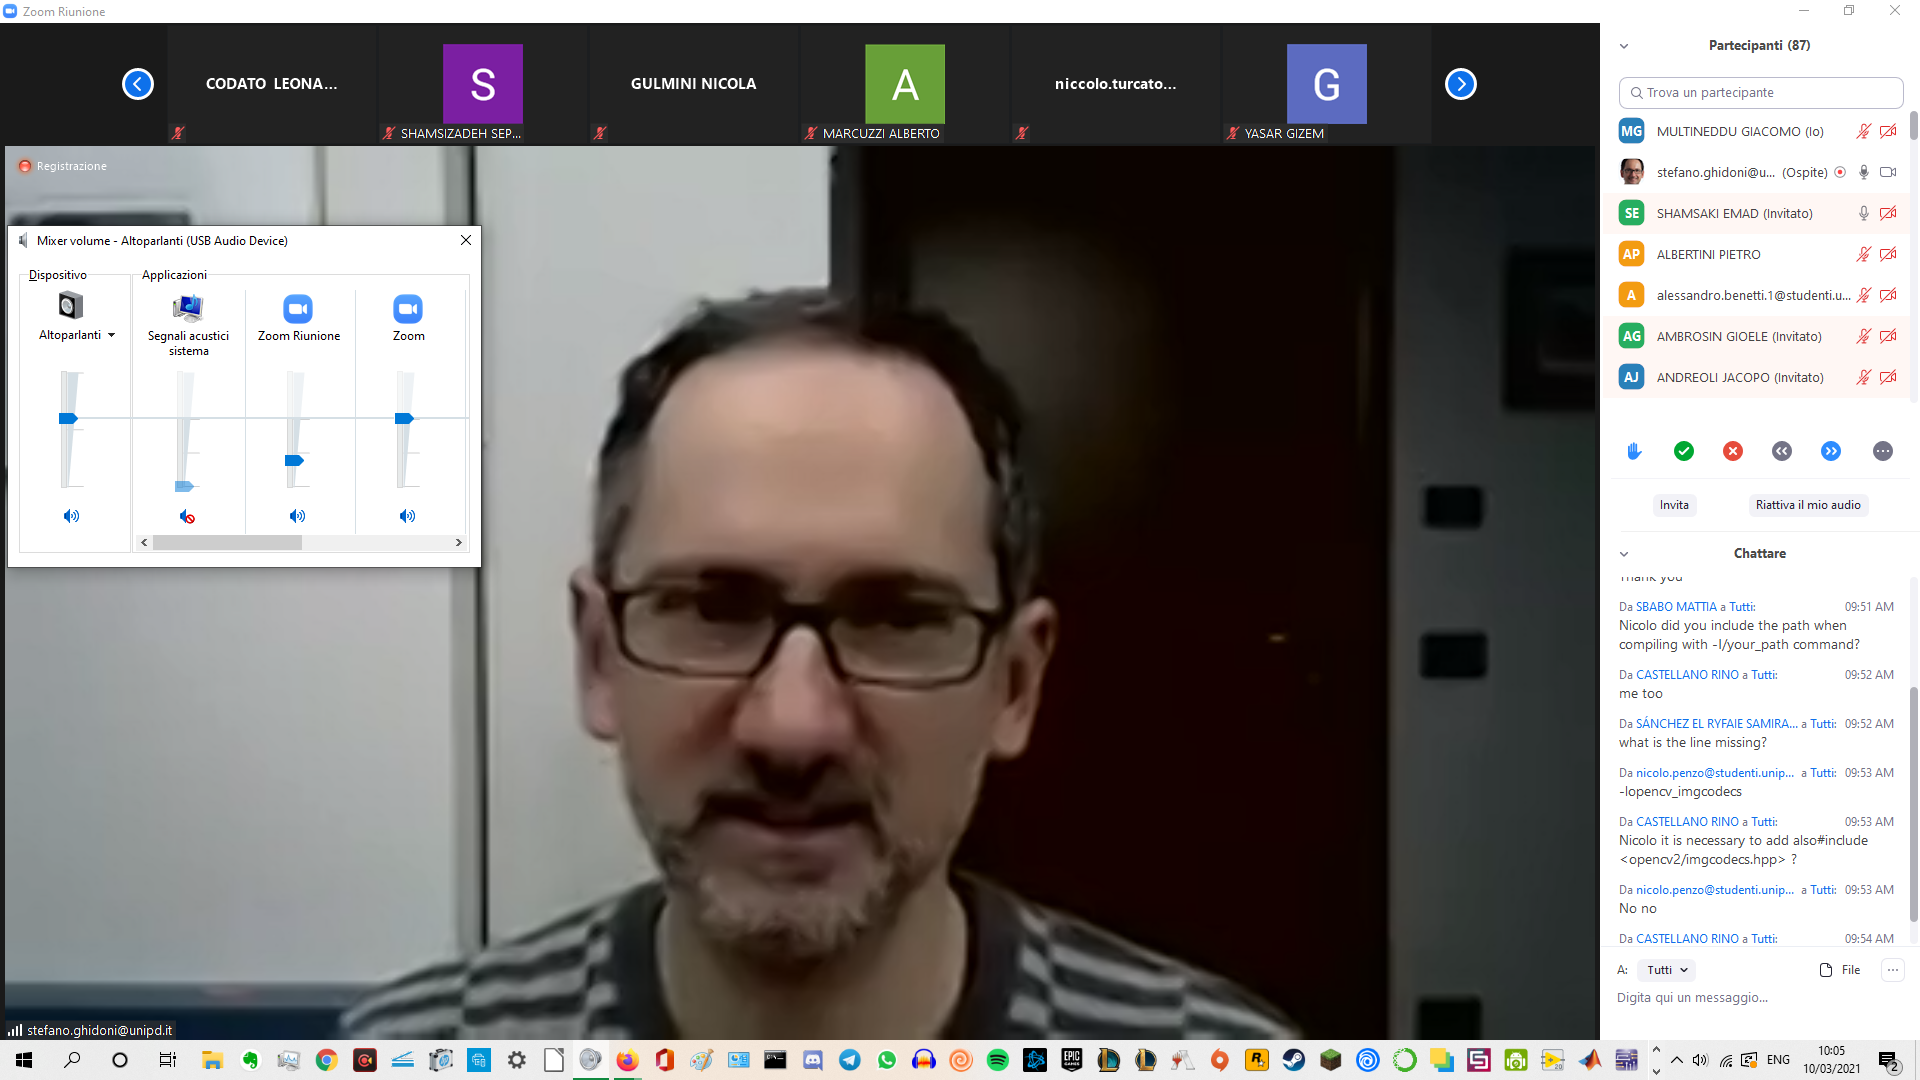 Zoom Riunione
CODATO LEONA...
S
SHAMSIZADEH SEP...
GULMINI NICOLA
A
MARCUZZI ALBERTO
niccolo.turcato...
G
YASAR GIZEM
Registrazione
Mixer volume - Altoparlanti (USB Audio Device)
Dispositivo
Applicazioni
Altoparlanti
Segnali acustici
sistema
Zoom Riunione
Zoom
stefano.ghidoni@unipd.it
Partecipanti (87)
Trova un partecipante
MG MULTINEDDU GIACOMO (Io)
stefano.ghidoni@u... (Ospite)
SE SHAMSAKI EMAD (Invitato)
AP ALBERTINI PIETRO
A alessandro.benetti.1@studenti.u...
AG AMBROSIN GIOELE (Invitato)
AJ ANDREOLI JACOPO (Invitato)
Invita
Riattiva il mio audio
Chattare
Thank you
Da SBABO MATTIA a Tutti: 09:51 AM
Nicolo did you include the path when
compiling with -I/your_path command?
Da CASTELLANO RINO a Tutti: 09:52 AM
me too
Da SÁNCHEZ EL RYFAIE SAMIRA... a Tutti: 09:52 AM
what is the line missing?
Da nicolo.penzo@studenti.unip... a Tutti: 09:53 AM
-lopencv_imgcodecs
Da CASTELLANO RINO a Tutti: 09:53 AM
Nicolo it is necessary to add also#include
<opencv2/imgcodecs.hpp> ?
Da nicolo.penzo@studenti.unip... a Tutti: 09:53 AM
No no
Da CASTELLANO RINO a Tutti: 09:54 AM
A: Tutti
File
Digita qui un messaggio...
ENG
10:05
10/03/2021
2